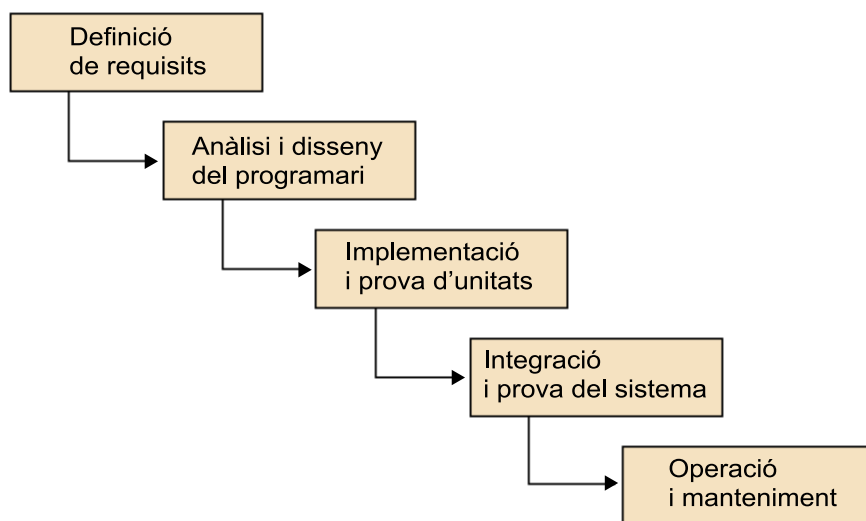 Definició
de requisits
Anàlisi i disseny
del programari
Implementació
i prova d'unitats
Integració
i prova del sistema
Operació
i manteniment